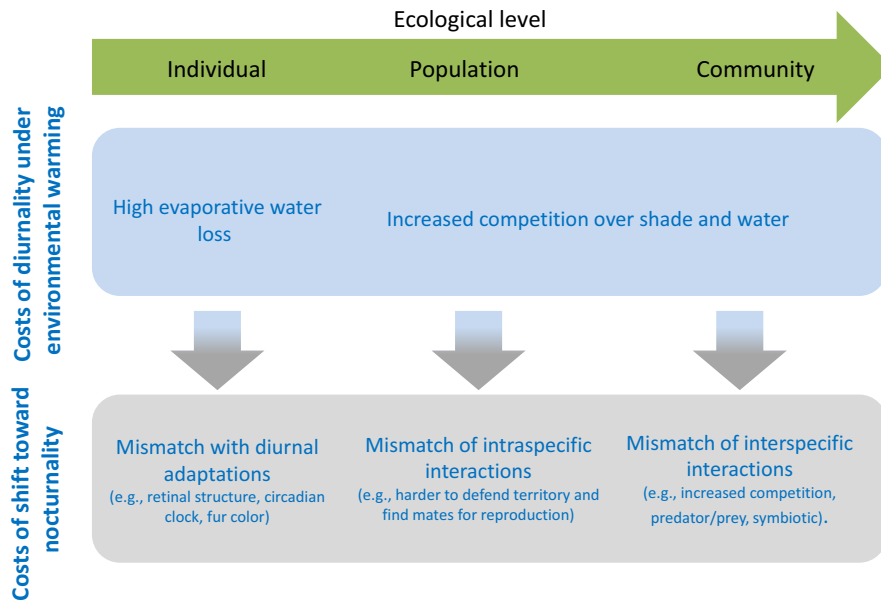 Ecological level
Individual
Population
Community
Costs of diurnality under
environmental warming
High evaporative water
loss
Increased competition over shade and water
Costs of shift toward
nocturnality
Mismatch with diurnal
adaptations
(e.g., retinal structure, circadian
clock, fur color)
Mismatch of intraspecific
interactions
(e.g., harder to defend territory and
find mates for reproduction)
Mismatch of interspecific
interactions
(e.g., increased competition,
predator/prey, symbiotic).